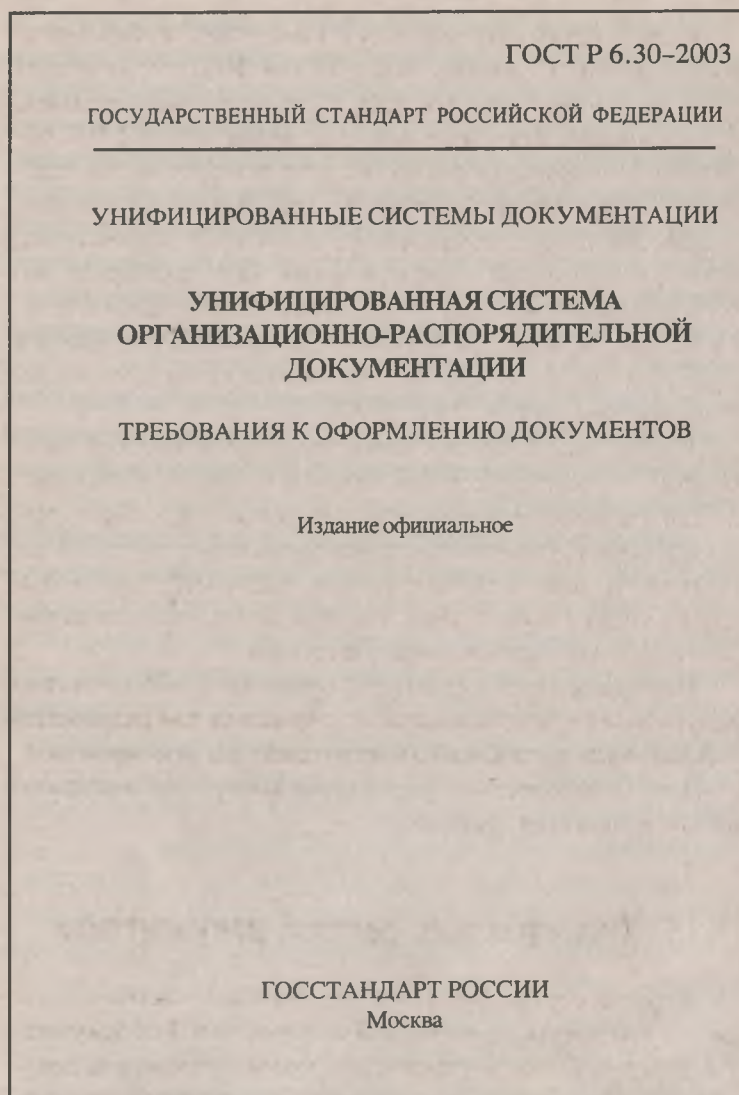 ГОСТ Р 6.30–2003
ГОСУДАРСТВЕННЫЙ СТАНДАРТ РОССИЙСКОЙ ФЕДЕРАЦИИ
УНИФИЦИРОВАННЫЕ СИСТЕМЫ ДОКУМЕНТАЦИИ
УНИФИЦИРОВАННАЯ СИСТЕМА
ОРГАНИЗАЦИОННО-РАСПОРЯДИТЕЛЬНОЙ
ДОКУМЕНТАЦИИ
ТРЕБОВАНИЯ К ОФОРМЛЕНИЮ ДОКУМЕНТОВ
Издание официальное
ГОССТАНДАРТ РОССИИ
Москва